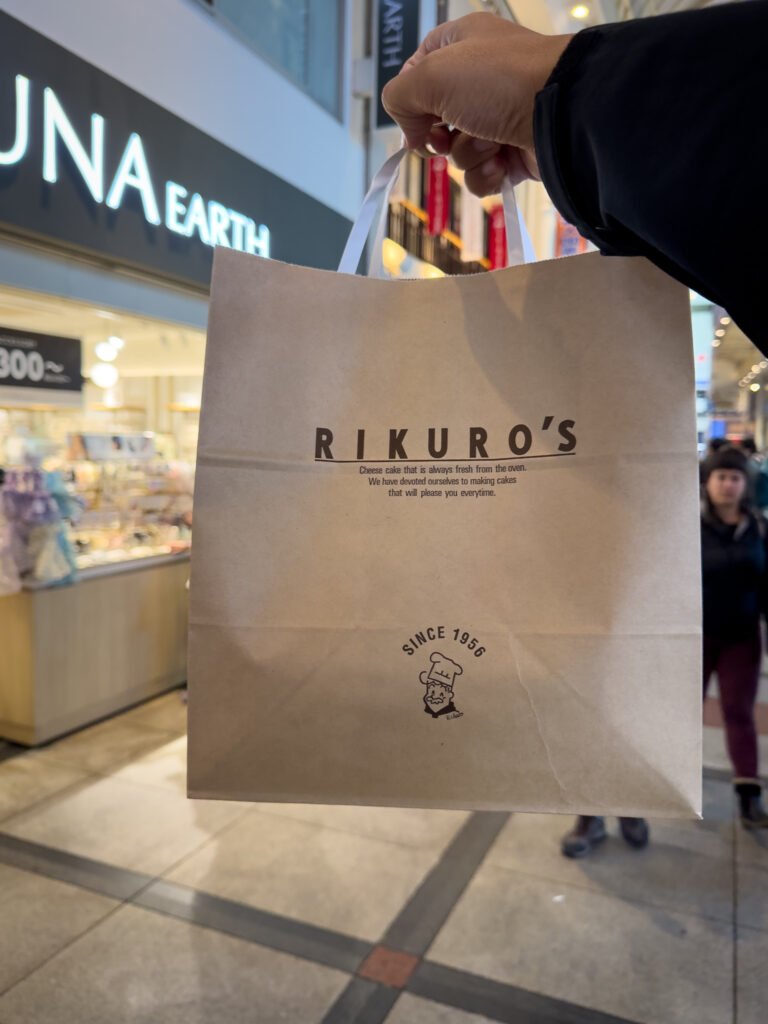 EARTH
UNA EARTH
300~
RIKURO'S
Cheese cake that is always fresh from the oven.
We have devoted ourselves to making cakes
that will please you everytime.
SINCE 1956